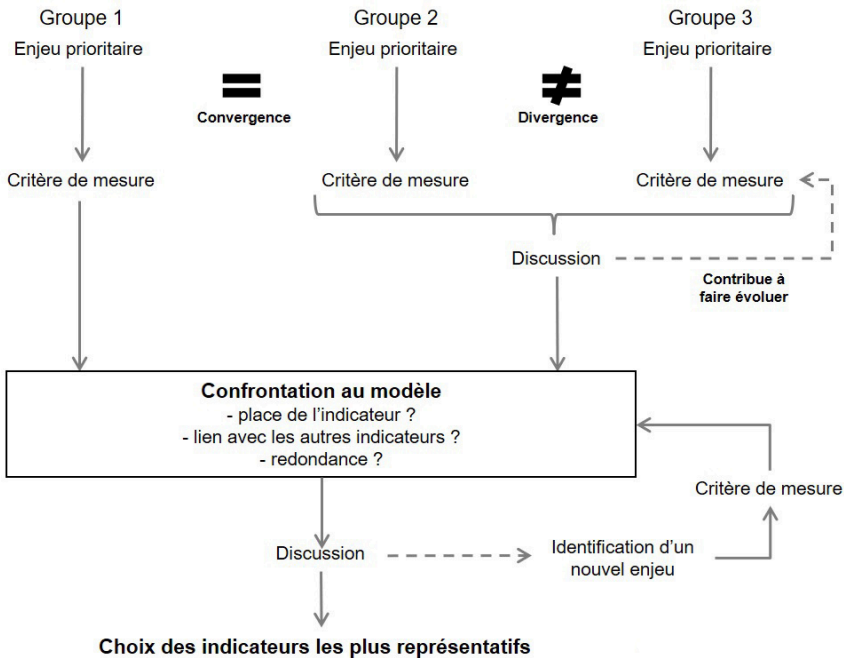 Groupe 1
Groupe 2
Groupe 3
Enjeu prioritaire
Enjeu prioritaire
Enjeu prioritaire
=
≠
Convergence
Divergence
Critère de mesure
Critère de mesure
Critère de mesure
Discussion
Contribue à
faire évoluer
Confrontation au modèle
- place de l’indicateur ?
- lien avec les autres indicateurs ?
- redondance ?
Critère de mesure
Discussion
Identification d’un
nouvel enjeu
Choix des indicateurs les plus représentatifs